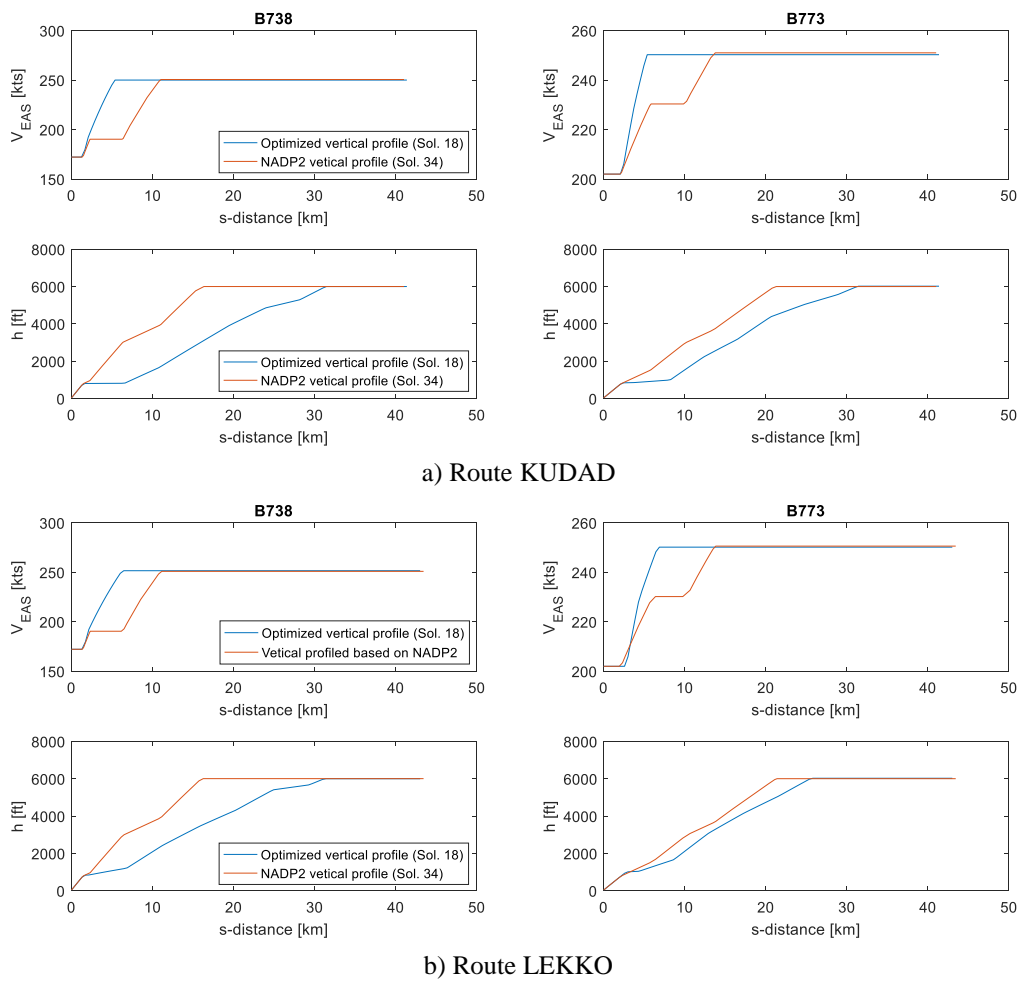 B738
B773
300
250
200
150
V_EAS [kts]
0 10 20 30 40 50
s-distance [km]
Optimized vertical profile (Sol. 18)
NADP2 vetical profile (Sol. 34)
260
240
220
200
V_EAS [kts]
0 10 20 30 40 50
s-distance [km]
8000
6000
4000
2000
0
h [ft]
0 10 20 30 40 50
s-distance [km]
Optimized vertical profile (Sol. 18)
NADP2 vetical profile (Sol. 34)
8000
6000
4000
2000
0
h [ft]
0 10 20 30 40 50
s-distance [km]
a) Route KUDAD
B738
B773
300
250
200
150
V_EAS [kts]
0 10 20 30 40 50
s-distance [km]
Optimized vertical profile (Sol. 18)
Vetical profiled based on NADP2
260
240
220
200
V_EAS [kts]
0 10 20 30 40 50
s-distance [km]
8000
6000
4000
2000
0
h [ft]
0 10 20 30 40 50
s-distance [km]
Optimized vertical profile (Sol. 18)
NADP2 vetical profile (Sol. 34)
8000
6000
4000
2000
0
h [ft]
0 10 20 30 40 50
s-distance [km]
b) Route LEKKO